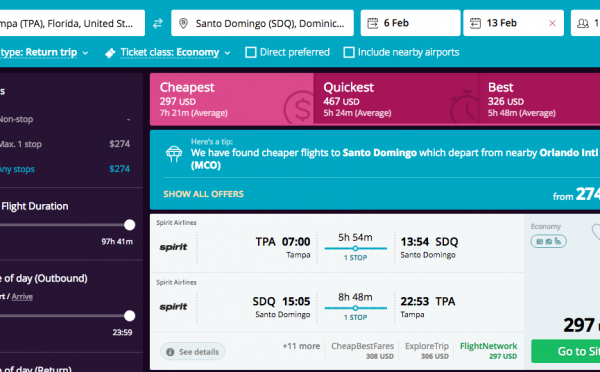 mpa (TPA), Florida, United St...
Santo Domingo (SDQ), Dominic...
6 Feb
13 Feb
1
type: Return trip
Ticket class: Economy
Direct preferred
Include nearby airports
s
Non-stop -
Max. 1 stop $274
Any stops $274
Flight Duration
97h 41m
e of day (Outbound)
rt / Arrive
23:59
e of day (Return)
Cheapest
297 USD
7h 21m (Average)
Quickest
467 USD
5h 24m (Average)
Best
326 USD
5h 48m (Average)
Here's a tip:
We have found cheaper flights to Santo Domingo which depart from nearby Orlando Intl
(MCO)
SHOW ALL OFFERS
from 274
Spirit Airlines
spirit
TPA 07:00
Tampa
5h 54m
1 STOP
13:54 SDQ
Santo Domingo
Spirit Airlines
spirit
SDQ 15:05
Santo Domingo
8h 48m
1 STOP
22:53 TPA
Tampa
See details
+11 more
CheapBestFares
308 USD
ExploreTrip
306 USD
FlightNetwork
297 USD
Economy
297
Go to Si